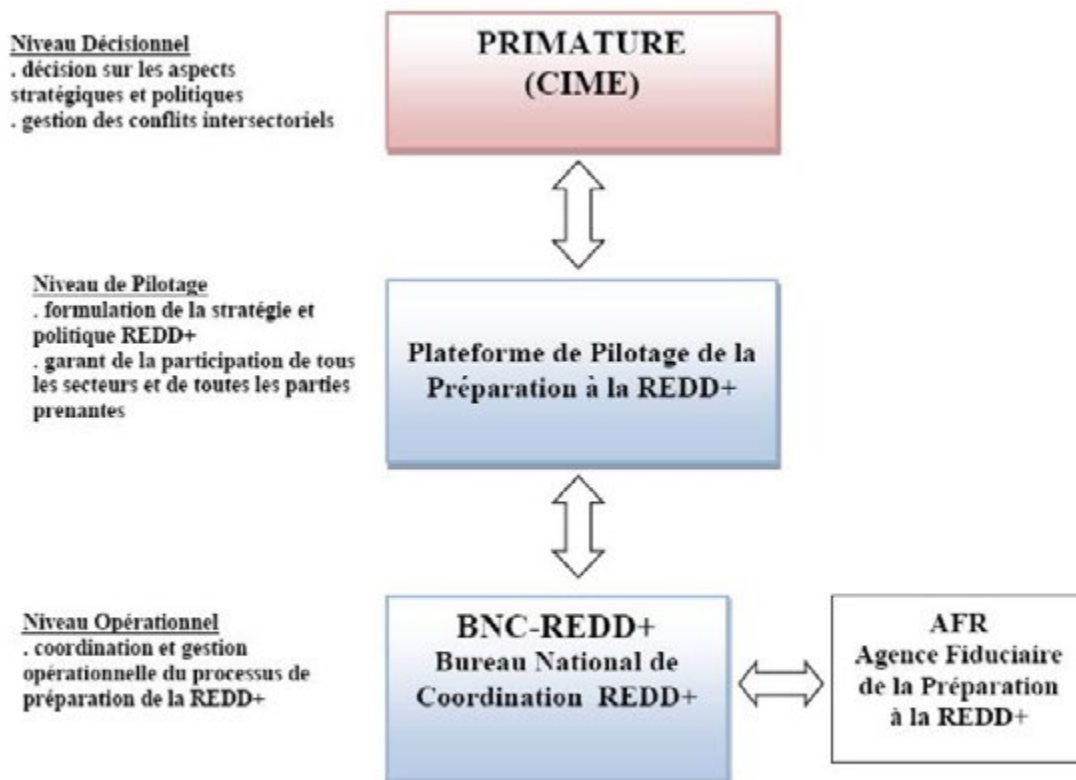 Niveau Décisionnel
. décision sur les aspects
stratégiques et politiques
. gestion des conflits intersectoriels
PRIMATURE
(CIME)
Niveau de Pilotage
. formulation de la stratégie et
politique REDD+
. garant de la participation de tous
les secteurs et de toutes les parties
prenantes
Plateforme de Pilotage de la
Préparation à la REDD+
Niveau Opérationnel
. coordination et gestion
opérationnelle du processus de
préparation de la REDD+
BNC-REDD+
Bureau National de
Coordination REDD+
AFR
Agence Fiduciaire
de la Préparation
à la REDD+